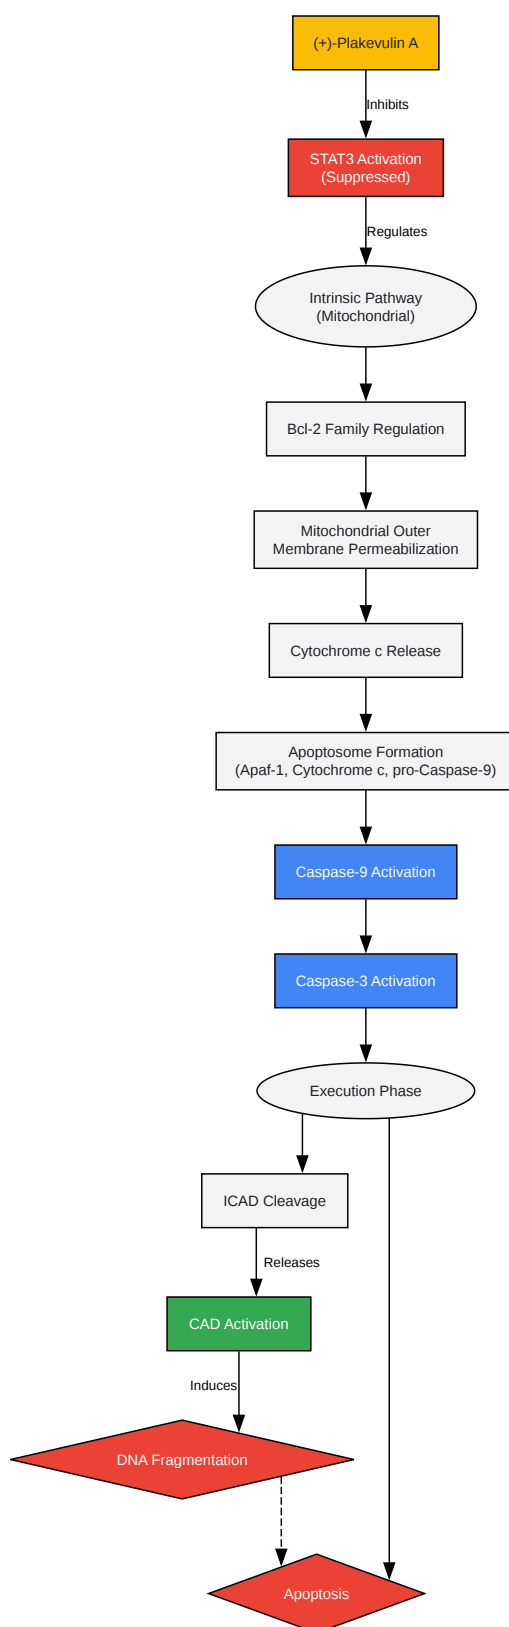 (+)-Plakevulin A
Inhibits
STAT3 Activation
(Suppressed)
Regulates
Intrinsic Pathway
(Mitochondrial)
Bcl-2 Family Regulation
Mitochondrial Outer
Membrane Permeabilization
Cytochrome c Release
Apoptosome Formation
(Apaf-1, Cytochrome c, pro-Caspase-9)
Caspase-9 Activation
Caspase-3 Activation
Execution Phase
ICAD Cleavage
Releases
CAD Activation
Induces
DNA Fragmentation
Apoptosis